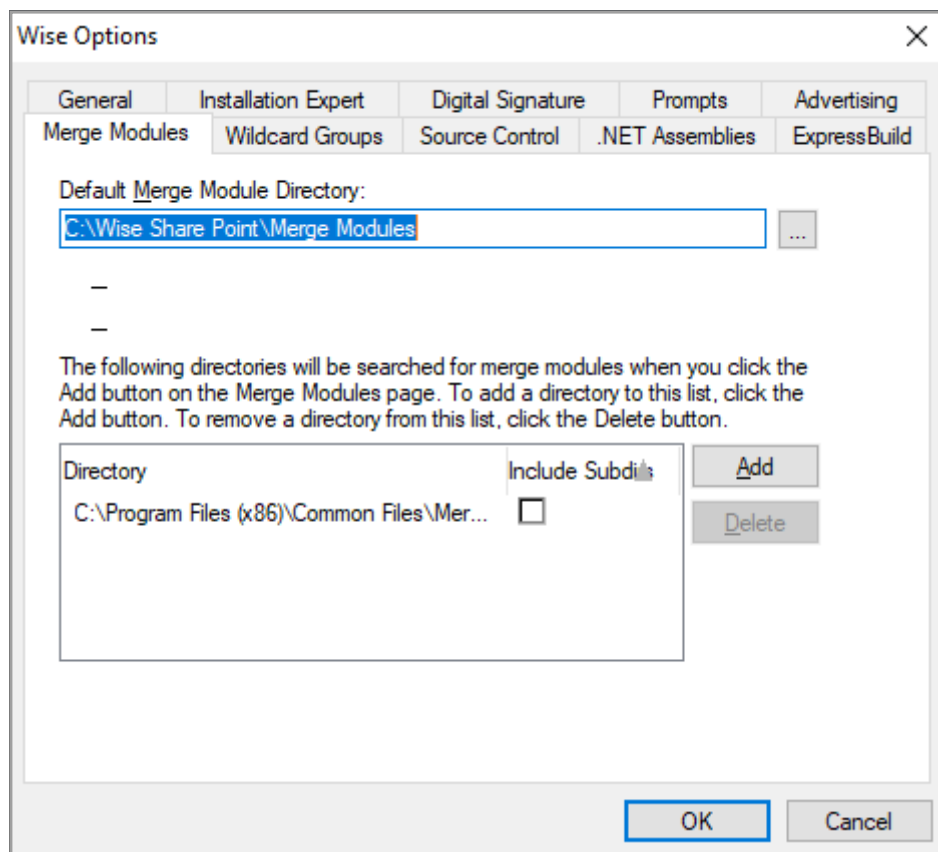 Wise Options
General Installation Expert Digital Signature Prompts Advertising
Merge Modules Wildcard Groups Source Control .NET Assemblies ExpressBuild
Default Merge Module Directory:
C:\Wise Share Point\Merge Modules
...
The following directories will be searched for merge modules when you click the
Add button on the Merge Modules page. To add a directory to this list, click the
Add button. To remove a directory from this list, click the Delete button.
Directory Include Subdirs
Add
C:\Program Files (x86)\Common Files\Mer...
Delete
OK Cancel